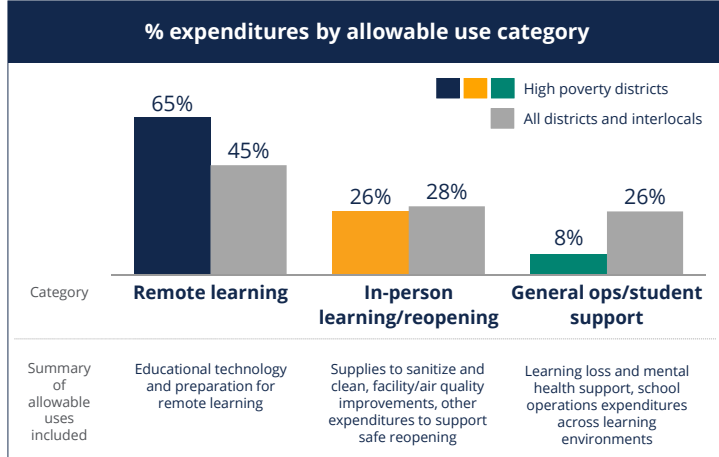 % expenditures by allowable use category
High poverty districts
All districts and interlocals
65%
45%
26%
28%
8%
26%
Category
Remote learning
In-person
learning/reopening
General ops/student
support
Summary
of
allowable
uses
included
Educational technology
and preparation for
remote learning
Supplies to sanitize and
clean, facility/air quality
improvements, other
expenditures to support
safe reopening
Learning loss and mental
health support, school
operations expenditures
across learning
environments